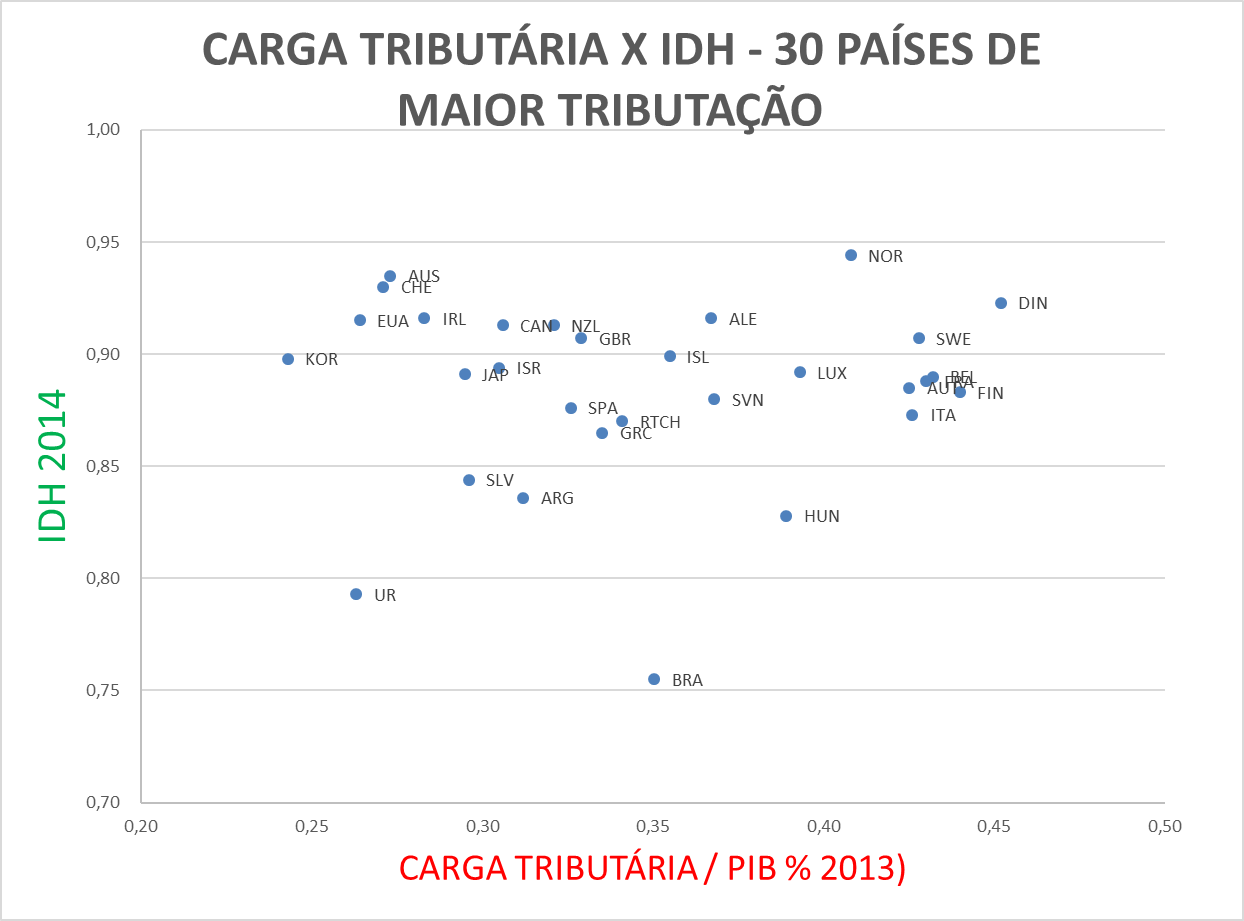 CARGA TRIBUTÁRIA X IDH - 30 PAÍSES DE
MAIOR TRIBUTAÇÃO
1,00
0,95
NOR
AUS
CHE
DIN
EUA
IRL
CAN
NZL
ALE
GBR
SWE
0,90
KOR
ISL
ISR
JAP
LUX
BEL
FRA
AUT
FIN
SVN
SPA
ITA
RTCH
GRC
0,85
SLV
ARG
HUN
0,80
UR
0,75
BRA
0,70
0,20 0,25 0,30 0,35 0,40 0,45 0,50
IDH 2014
CARGA TRIBUTÁRIA / PIB % 2013)